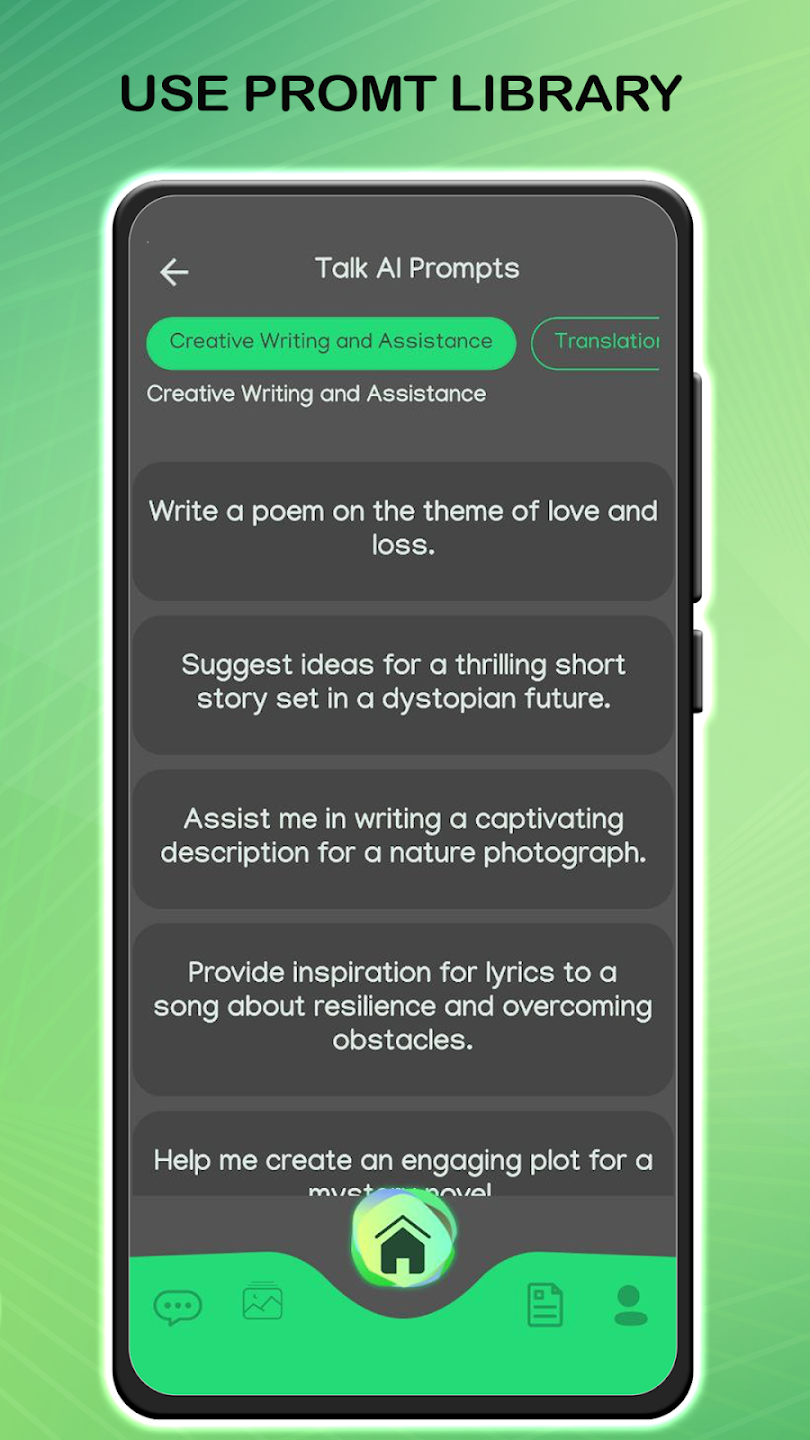 USE PROMT LIBRARY
Talk AI Prompts
Creative Writing and Assistance
Translation
Creative Writing and Assistance
Write a poem on the theme of love and
loss.
Suggest ideas for a thrilling short
story set in a dystopian future.
Assist me in writing a captivating
description for a nature photograph.
Provide inspiration for lyrics to a
song about resilience and overcoming
obstacles.
Help me create an engaging plot for a
mystery novel